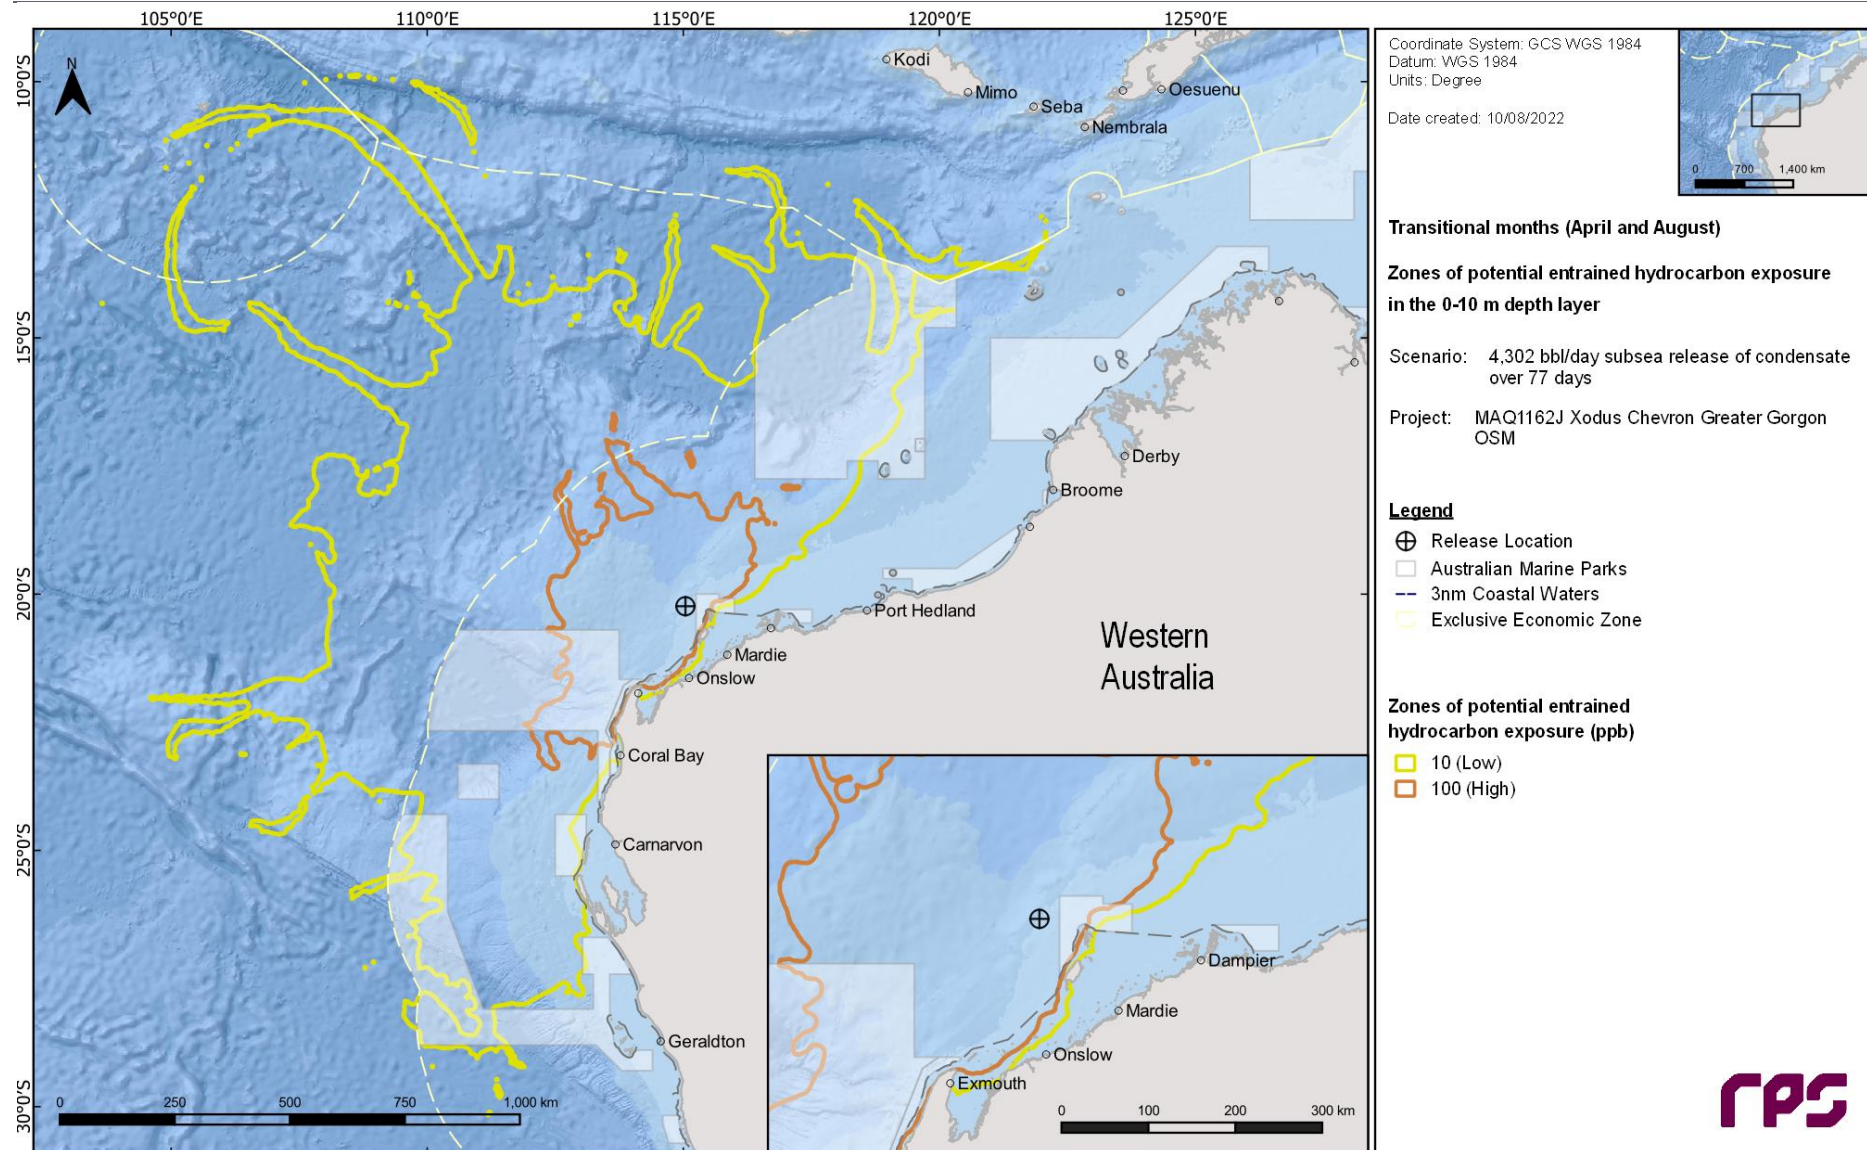 105°0'E 110°0'E 115°0'E 120°0'E 125°0'E
10°0'S
15°0'S
20°0'S
25°0'S
30°0'S
N
Kodi
Mimo
Seba
Oesuenu
Nembrala
Derby
Broome
Port Hedland
Western
Australia
Mardie
Onslow
Coral Bay
Carnarvon
Geraldton
0 250 500 750 1,000 km
Dampier
Mardie
Onslow
Exmouth
0 100 200 300 km
Coordinate System: GCS WGS 1984
Datum: WGS 1984
Units: Degree
Date created: 10/08/2022
0 700 1,400 km
Transitional months (April and August)
Zones of potential entrained hydrocarbon exposure
in the 0-10 m depth layer
Scenario: 4,302 bbl/day subsea release of condensate
over 77 days
Project: MAQ1162J Xodus Chevron Greater Gorgon
OSM
Legend
Release Location
Australian Marine Parks
3nm Coastal Waters
Exclusive Economic Zone
Zones of potential entrained
hydrocarbon exposure (ppb)
10 (Low)
100 (High)
rps